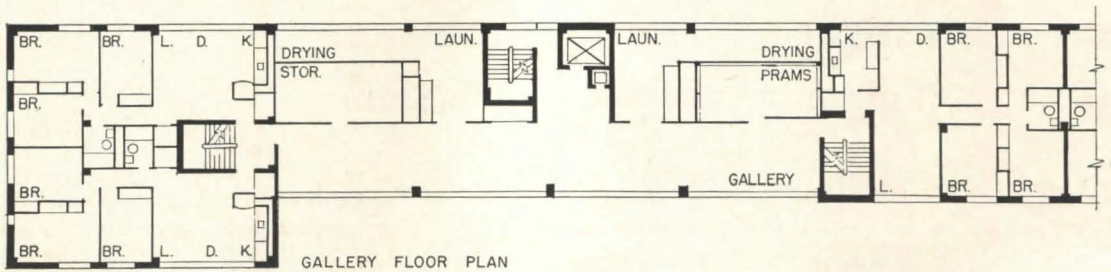 BR. BR. L. D. K. LAUN. LAUN. K. D. BR. BR.
DRYING DRYING
STOR. PRAMS
BR.
BR. GALLERY L. BR. BR.
BR. BR. L. D. K.
GALLERY FLOOR PLAN